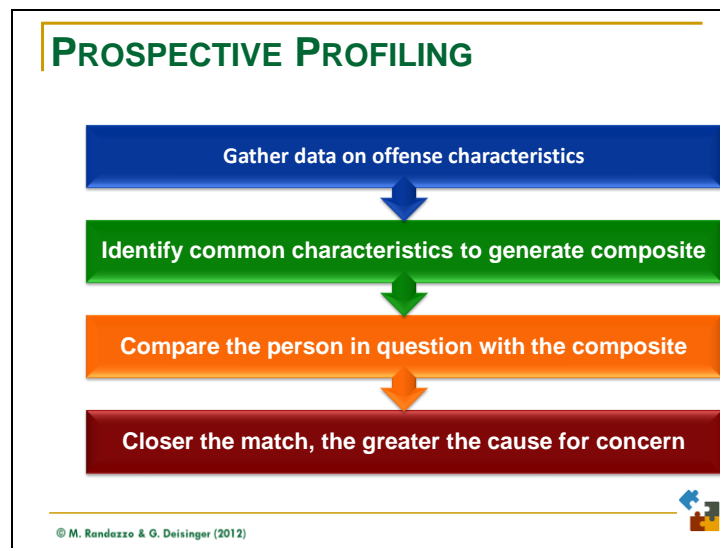 PROSPECTIVE PROFILING
Gather data on offense characteristics
Identify common characteristics to generate composite
Compare the person in question with the composite
Closer the match, the greater the cause for concern
© M. Randazzo & G. Deisinger (2012)